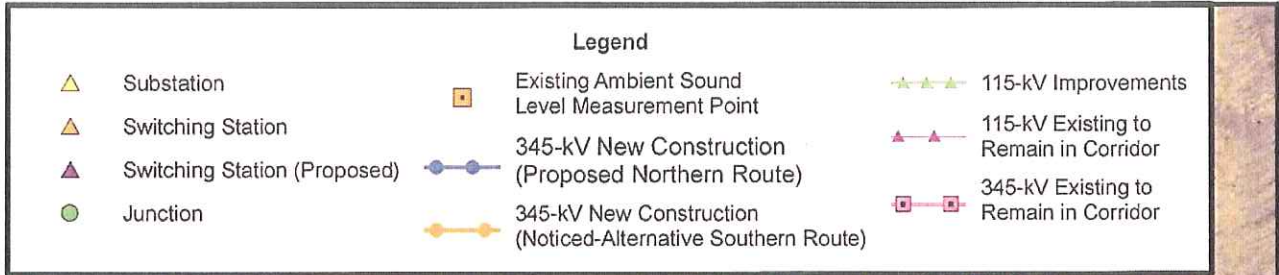 Legend
Substation
Switching Station
Switching Station (Proposed)
Junction
Existing Ambient Sound
Level Measurement Point
345-kV New Construction
(Proposed Northern Route)
345-kV New Construction
(Noticed-Alternative Southern Route)
115-kV Improvements
115-kV Existing to
Remain in Corridor
345-kV Existing to
Remain in Corridor